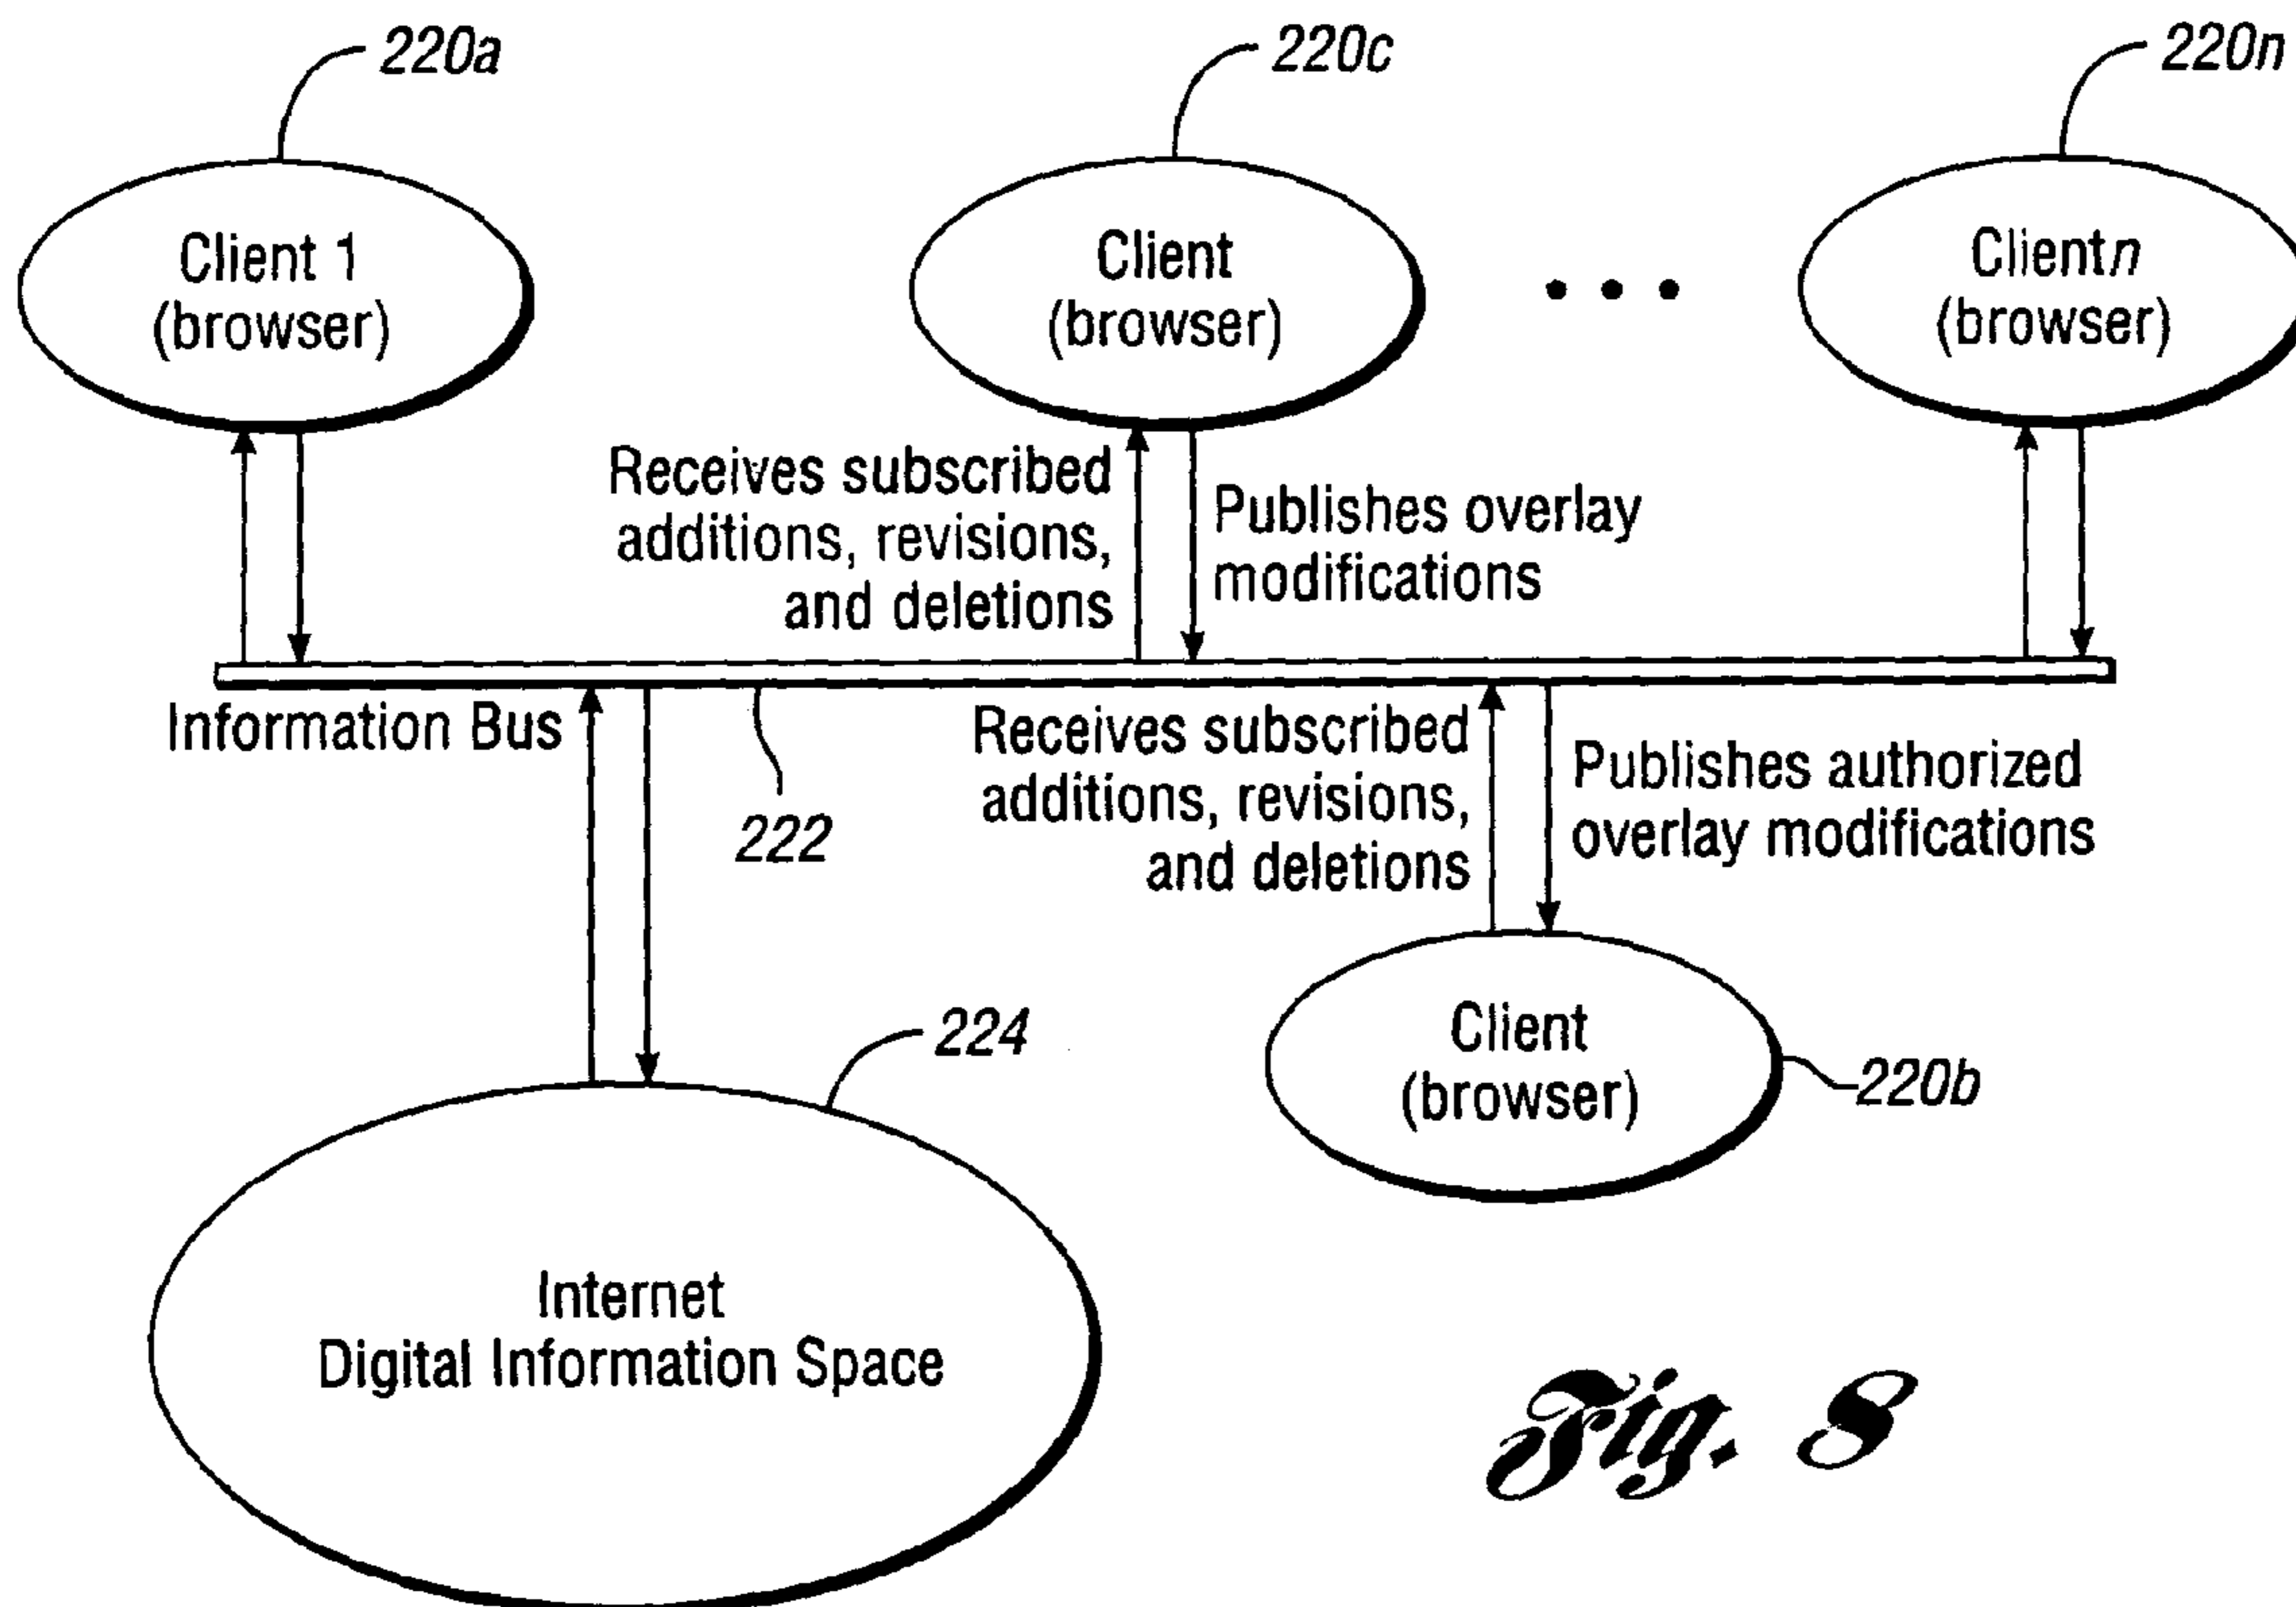 220a
220c
220n
Client 1
(browser)
Client
(browser)
Client n
(browser)
Receives subscribed
additions, revisions,
and deletions
Publishes overlay
modifications
Information Bus
222
Receives subscribed
additions, revisions,
and deletions
Publishes authorized
overlay modifications
224
Client
(browser)
220b
Internet
Digital Information Space
Fig. 8